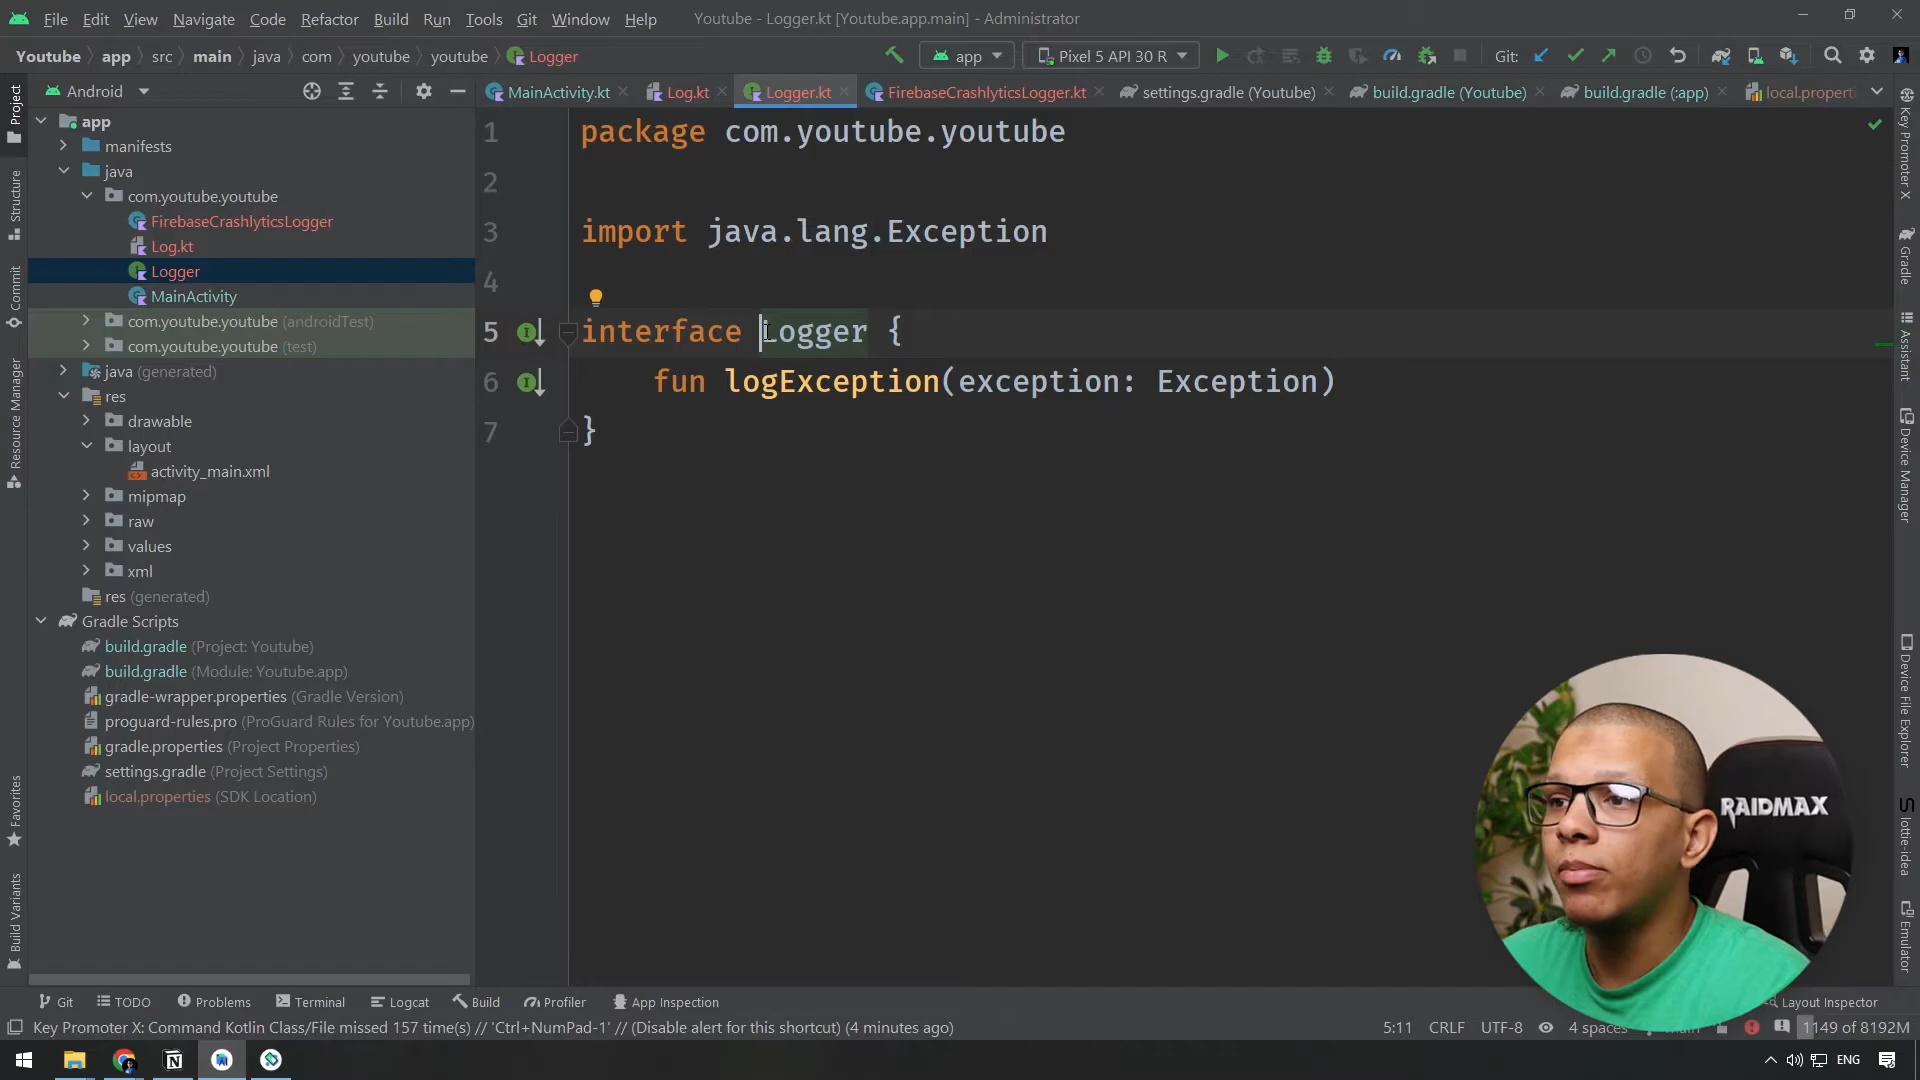 File Edit View Navigate Code Refactor Build Run Tools Git Window Help Youtube - Logger.kt [Youtube.app.main] - Administrator
Youtube app src main java com youtube youtube Logger app Pixel 5 API 30 R Git:
Project Android MainActivity.kt Log.kt Logger.kt FirebaseCrashlyticsLogger.kt settings.gradle (Youtube) build.gradle (Youtube) build.gradle (:app) local.properti
app
manifests
java
com.youtube.youtube
FirebaseCrashlyticsLogger
Log.kt
Logger
MainActivity
com.youtube.youtube (androidTest)
com.youtube.youtube (test)
java (generated)
res
drawable
layout
activity_main.xml
mipmap
raw
values
xml
res (generated)
Gradle Scripts
build.gradle (Project: Youtube)
build.gradle (Module: Youtube.app)
gradle-wrapper.properties (Gradle Version)
proguard-rules.pro (ProGuard Rules for Youtube.app)
gradle.properties (Project Properties)
settings.gradle (Project Settings)
local.properties (SDK Location)
Structure
Commit
Resource Manager
Favorites
Build Variants
1 package com.youtube.youtube
2
3 import java.lang.Exception
4
5 interface Logger {
6 fun logException(exception: Exception)
7 }
Key Promoter X
Gradle
Assistant
Device Manager
Device File Explorer
lottie-idea
Emulator
RAIDMAX
Git TODO Problems Terminal Logcat Build Profiler App Inspection Layout Inspector
Key Promoter X: Command Kotlin Class/File missed 157 time(s) // 'Ctrl+NumPad-1' // (Disable alert for this shortcut) (4 minutes ago) 5:11 CRLF UTF-8 4 spaces 1149 of 8192M
ENG